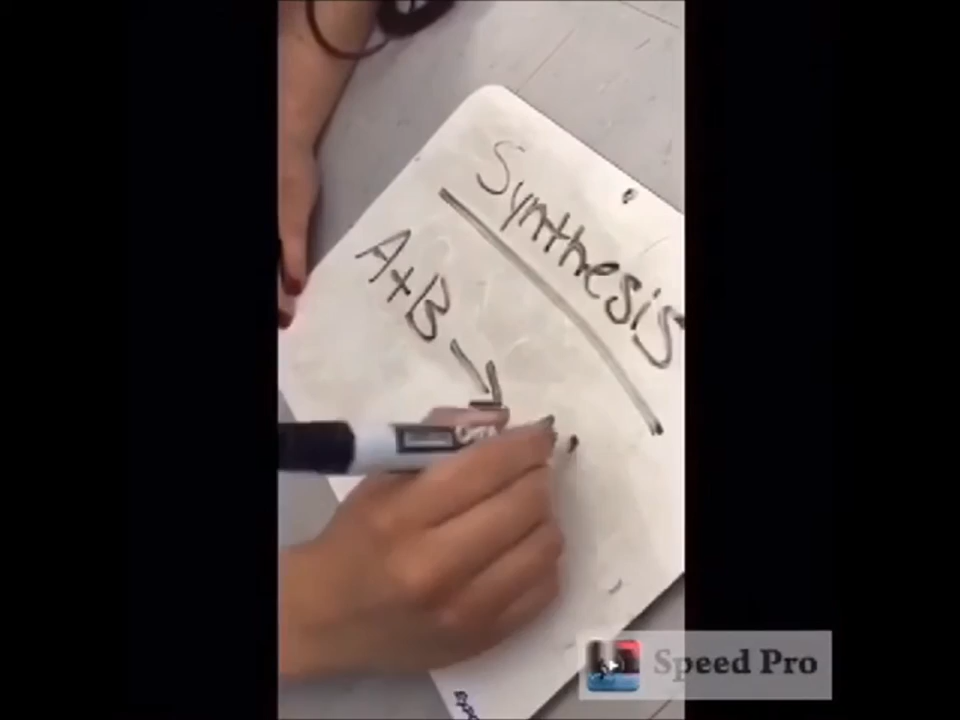 Synthesis
A+B →
Speed Pro